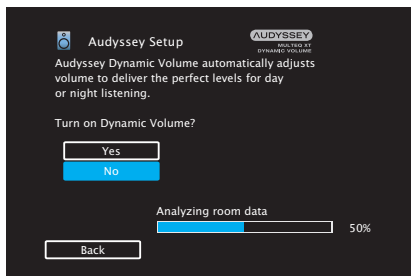 Audyssey Setup
AUDYSSEY
MULTEQ XT
DYNAMIC VOLUME
Audyssey Dynamic Volume automatically adjusts
volume to deliver the perfect levels for day
or night listening.
Turn on Dynamic Volume?
Yes
No
Analyzing room data
50%
Back